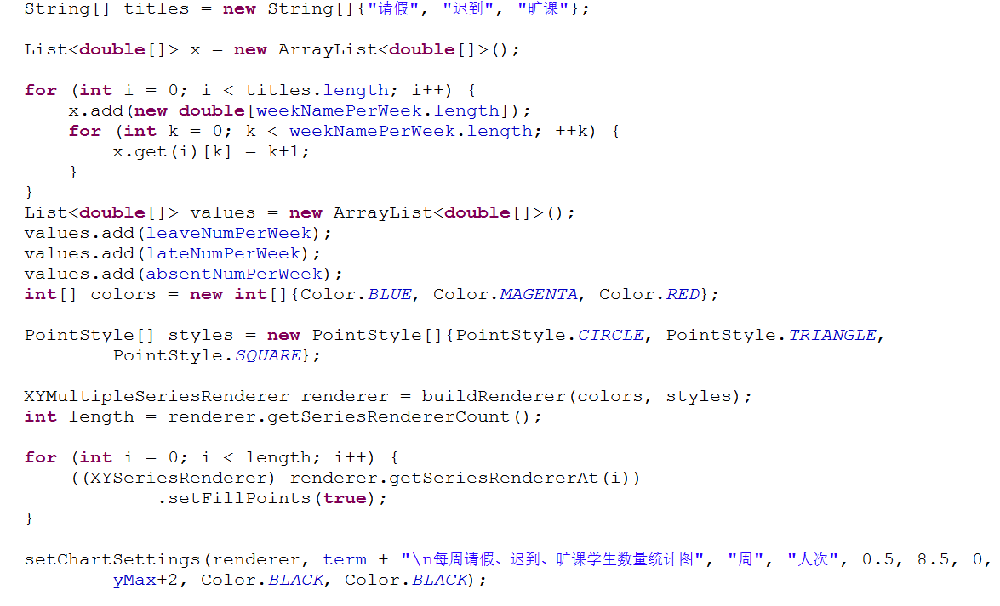 String[] titles = new String[]{"请假", "迟到", "旷课"};
List<double[]> x = new ArrayList<double[]>();
for (int i = 0; i < titles.length; i++) {
x.add(new double[weekNamePerWeek.length]);
for (int k = 0; k < weekNamePerWeek.length; ++k) {
x.get(i)[k] = k+1;
}
}
List<double[]> values = new ArrayList<double[]>();
values.add(leaveNumPerWeek);
values.add(lateNumPerWeek);
values.add(absentNumPerWeek);
int[] colors = new int[]{Color.BLUE, Color.MAGENTA, Color.RED};
PointStyle[] styles = new PointStyle[]{PointStyle.CIRCLE, PointStyle.TRIANGLE,
PointStyle.SQUARE};
XYMultipleSeriesRenderer renderer = buildRenderer(colors, styles);
int length = renderer.getSeriesRendererCount();
for (int i = 0; i < length; i++) {
((XYSeriesRenderer) renderer.getSeriesRendererAt(i))
.setFillPoints(true);
}
setChartSettings(renderer, term + "\n每周请假、迟到、旷课学生数量统计图", "周", "人次", 0.5, 8.5, 0,
yMax+2, Color.BLACK, Color.BLACK);